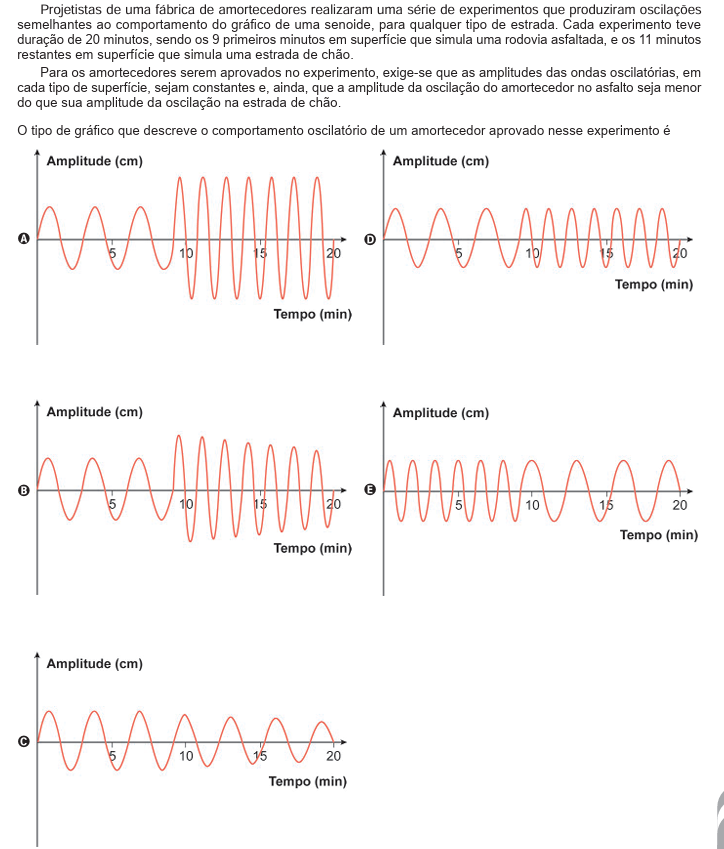 Projetistas de uma fábrica de amortecedores realizaram uma série de experimentos que produziram oscilações
semelhantes ao comportamento do gráfico de uma senoide, para qualquer tipo de estrada. Cada experimento teve
duração de 20 minutos, sendo os 9 primeiros minutos em superfície que simula uma rodovia asfaltada, e os 11 minutos
restantes em superfície que simula uma estrada de chão.
Para os amortecedores serem aprovados no experimento, exige-se que as amplitudes das ondas oscilatórias, em
cada tipo de superfície, sejam constantes e, ainda, que a amplitude da oscilação do amortecedor no asfalto seja menor
do que sua amplitude da oscilação na estrada de chão.
O tipo de gráfico que descreve o comportamento oscilatório de um amortecedor aprovado nesse experimento é
Amplitude (cm)
A
5 10 15 20
Tempo (min)
Amplitude (cm)
D
5 10 15 20
Tempo (min)
Amplitude (cm)
B
5 10 15 20
Tempo (min)
Amplitude (cm)
E
5 10 15 20
Tempo (min)
Amplitude (cm)
C
5 10 15 20
Tempo (min)